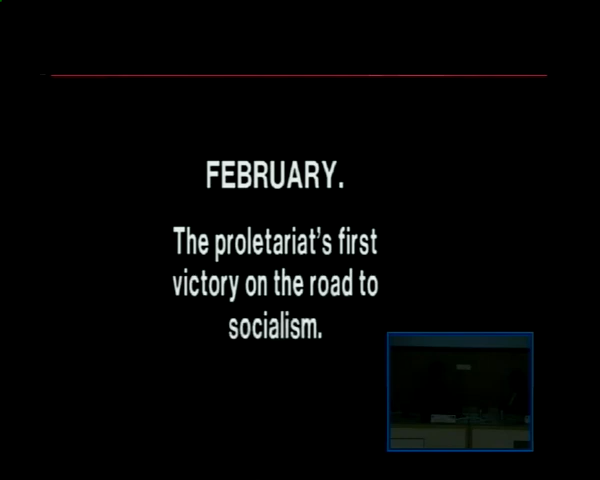 FEBRUARY.
The proletariat's first
victory on the road to
socialism.